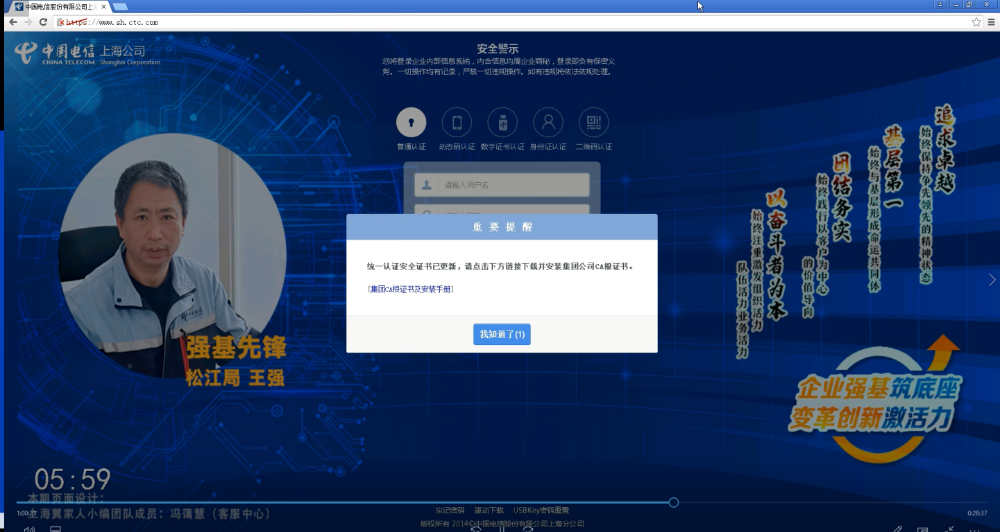 中国电信股份有限公司上
https://www.sh.ctc.com
中国电信 上海公司
CHINA TELECOM Shanghai Corporation
安全警示
您将登录企业内部信息系统，内含信息均属企业商秘，登录即负有保密义
务。一切操作均有记录，严禁一切违规操作。如有违规将依法依规处理。
普通认证 动态码认证 数字证书认证 身份证认证 二维码认证
请输入用户名
重要提醒
统一认证安全证书已更新，请点击下方链接下载并安装集团公司CA根证书。
[集团CA根证书及安装手册]
我知道了(1)
中国电信
强基先锋
松江局 王强
追求卓越
始终保持争先领先的精神状态
基层第一
始终与基层形成命运共同体
团结务实
始终践行以客户为中心
的价值导向
以奋斗者为本
始终注重激发组织活力
队伍活力业务活力
企业强基筑底座
变革创新激活力
05:59
本期页面设计：
上海翼家人小编团队成员：冯蔼慧（客服中心）
1:00:23
0:28:37
忘记密码 驱动下载 USBKey密码重置
版权所有 2014©中国电信股份有限公司上海分公司